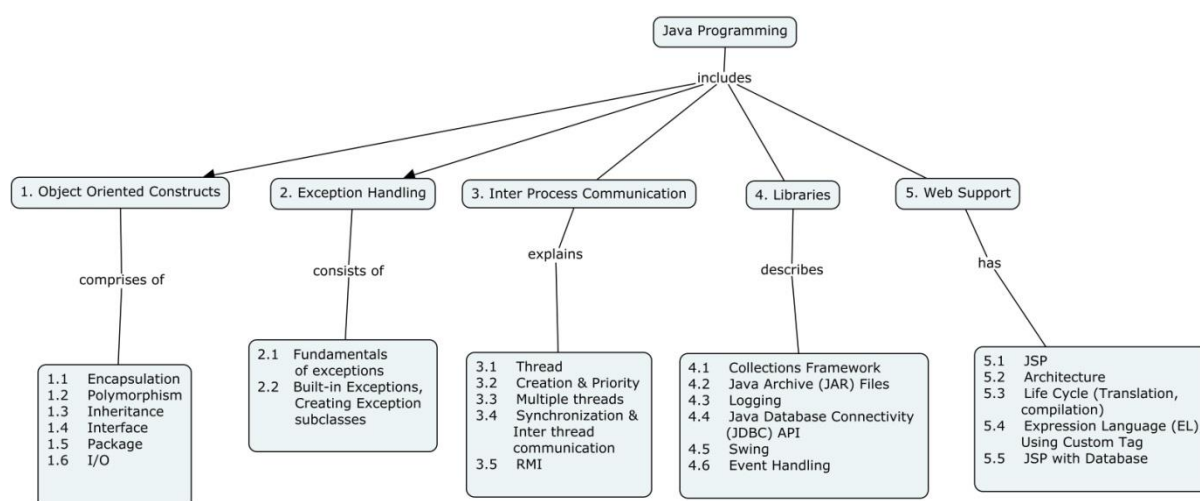 Java Programming
includes
1. Object Oriented Constructs
2. Exception Handling
3. Inter Process Communication
4. Libraries
5. Web Support
comprises of
consists of
explains
describes
has
1.1 Encapsulation
1.2 Polymorphism
1.3 Inheritance
1.4 Interface
1.5 Package
1.6 I/O
2.1 Fundamentals
of exceptions
2.2 Built-in Exceptions,
Creating Exception
subclasses
3.1 Thread
3.2 Creation & Priority
3.3 Multiple threads
3.4 Synchronization &
Inter thread
communication
3.5 RMI
4.1 Collections Framework
4.2 Java Archive (JAR) Files
4.3 Logging
4.4 Java Database Connectivity
(JDBC) API
4.5 Swing
4.6 Event Handling
5.1 JSP
5.2 Architecture
5.3 Life Cycle (Translation,
compilation)
5.4 Expression Language (EL)
Using Custom Tag
5.5 JSP with Database